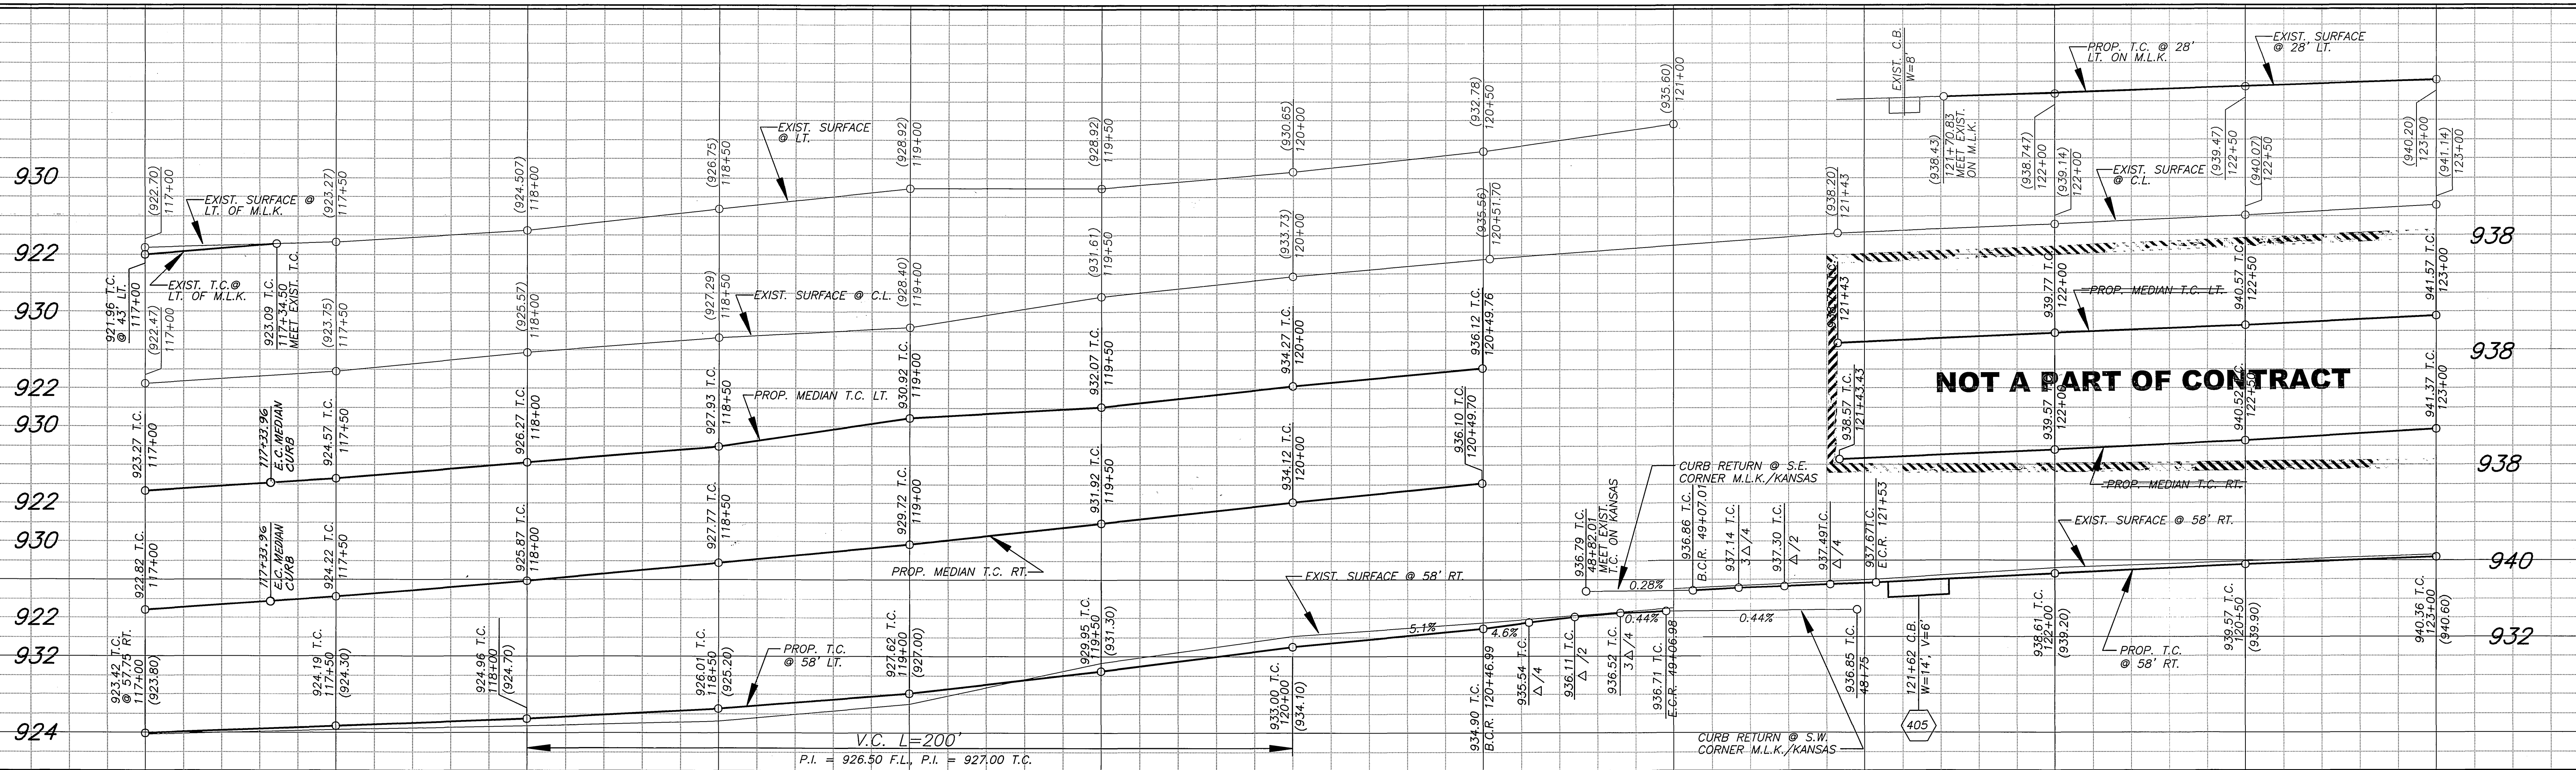 930
922
930
922
930
922
930
922
932
924
938
938
938
940
932
(922.70)
117+00
EXIST. SURFACE @
LT. OF M.L.K.
(923.27)
117+50
(924.507)
118+00
(926.75)
118+50
EXIST. SURFACE
@ LT.
(928.92)
119+00
(928.92)
119+50
(930.65)
120+00
(932.78)
120+50
(935.60)
121+00
EXIST. C.B.
W=8'
(938.43)
121+70.83
MEET EXIST.
ON M.L.K.
PROP. T.C. @ 28'
LT. ON M.L.K.
EXIST. SURFACE
@ 28' LT.
(938.747)
122+00
(939.47)
122+50
(940.20)
123+00
921.96 T.C.
@ 43' LT.
117+00
EXIST. T.C.@
LT. OF M.L.K.
923.09 T.C.
117+34.50
MEET EXIST. T.C.
(922.47)
117+00
(923.75)
117+50
(925.57)
118+00
(927.29)
118+50
EXIST. SURFACE @ C.L.
(928.40)
119+00
(931.61)
119+50
(933.73)
120+00
(935.56)
120+51.70
(938.20)
121+43
(939.14)
122+00
EXIST. SURFACE
@ C.L.
(940.07)
122+50
(941.14)
123+00
923.27 T.C.
117+00
117+33.96
E.C. MEDIAN
CURB
924.57 T.C.
117+50
926.27 T.C.
118+00
927.93 T.C.
118+50
PROP. MEDIAN T.C. LT.
930.92 T.C.
119+00
932.07 T.C.
119+50
934.27 T.C.
120+00
936.12 T.C.
120+49.76
121+43
939.77 T.C.
122+00
PROP. MEDIAN T.C. LT.
940.57 T.C.
122+50
941.57 T.C.
123+00
NOT A PART OF CONTRACT
922.82 T.C.
117+00
117+33.96
E.C. MEDIAN
CURB
924.22 T.C.
117+50
925.87 T.C.
118+00
927.77 T.C.
118+50
929.72 T.C.
119+00
PROP. MEDIAN T.C. RT.
931.92 T.C.
119+50
934.12 T.C.
120+00
936.10 T.C.
120+49.70
938.57 T.C.
121+43.43
939.57 T.C.
122+00
940.52 T.C.
122+50
941.37 T.C.
123+00
PROP. MEDIAN T.C. RT.
923.42 T.C.
@ 57.75 RT.
117+00
(923.80)
924.19 T.C.
117+50
(924.30)
924.96 T.C.
118+00
(924.70)
926.01 T.C.
118+50
(925.20)
PROP. T.C.
@ 58' LT.
927.62 T.C.
119+00
(927.00)
929.95 T.C.
119+50
(931.30)
EXIST. SURFACE @ 58' RT.
933.00 T.C.
120+00
(934.10)
5.1%
934.90 T.C.
B.C.R. 120+46.99
4.6%
935.54 T.C.
△/4
936.11 T.C.
△/2
936.52 T.C.
3△/4
0.44%
936.71 T.C.
E.C.R. 49+06.98
0.44%
936.85 T.C.
48+75
CURB RETURN @ S.W.
CORNER M.L.K./KANSAS
CURB RETURN @ S.E.
CORNER M.L.K./KANSAS
936.79 T.C.
48+82.01
MEET EXIST.
T.C. ON KANSAS
0.28%
936.86 T.C.
B.C.R. 49+07.01
937.14 T.C.
3△/4
937.30 T.C.
△/2
937.49T.C.
△/4
937.67T.C.
E.C.R. 121+53
121+62 C.B.
W=14', V=6'
405
EXIST. SURFACE @ 58' RT.
938.61 T.C.
122+00
(939.20)
PROP. T.C.
@ 58' RT.
939.57 T.C.
120+50
(939.90)
940.36 T.C.
123+00
(940.60)
V.C. L=200'
P.I. = 926.50 F.L., P.I. = 927.00 T.C.